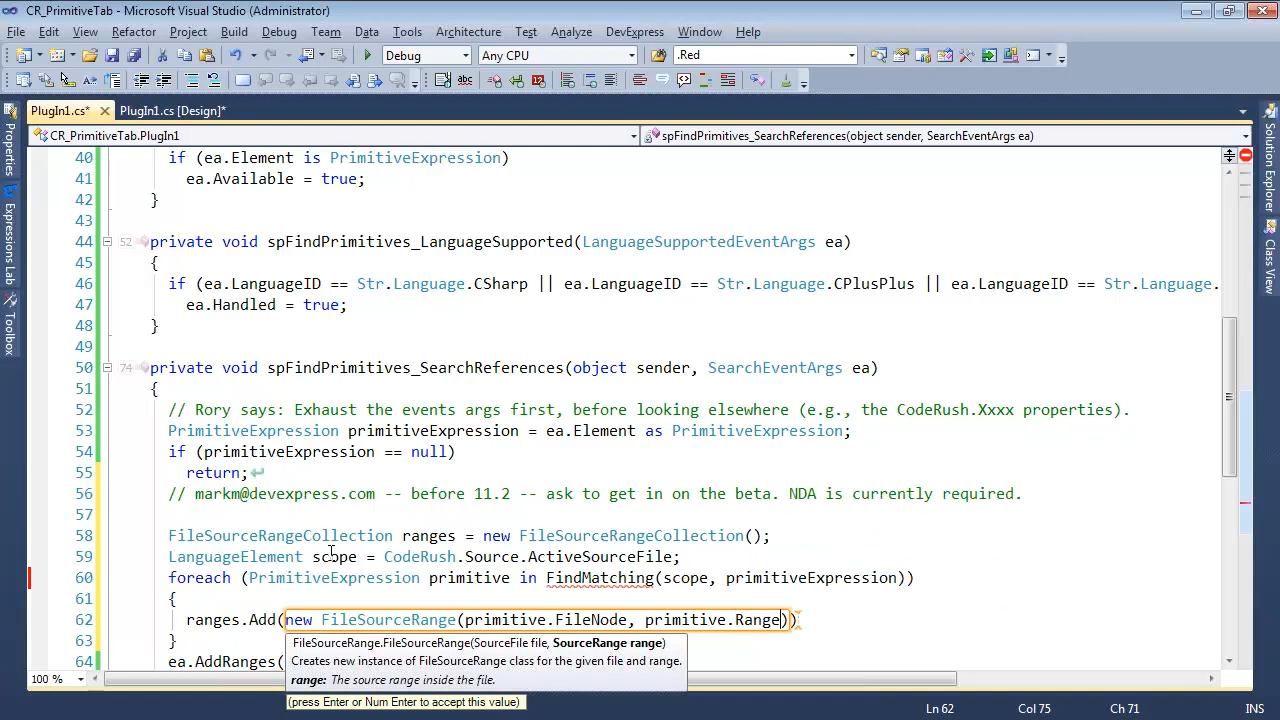 CR_PrimitiveTab - Microsoft Visual Studio (Administrator)
File Edit View Refactor Project Build Debug Team Data Tools Architecture Test Analyze DevExpress Window Help
Debug Any CPU .Red
PlugIn1.cs* PlugIn1.cs [Design]*
CR_PrimitiveTab.PlugIn1 spFindPrimitives_SearchReferences(object sender, SearchEventArgs ea)
Properties
Expressions Lab
Toolbox
Solution Explorer
Class View
40 if (ea.Element is PrimitiveExpression)
41 ea.Available = true;
42 }
43
44 52 private void spFindPrimitives_LanguageSupported(LanguageSupportedEventArgs ea)
45 {
46 if (ea.LanguageID == Str.Language.CSharp || ea.LanguageID == Str.Language.CPlusPlus || ea.LanguageID == Str.Language.
47 ea.Handled = true;
48 }
49
50 74 private void spFindPrimitives_SearchReferences(object sender, SearchEventArgs ea)
51 {
52 // Rory says: Exhaust the events args first, before looking elsewhere (e.g., the CodeRush.Xxxx properties).
53 PrimitiveExpression primitiveExpression = ea.Element as PrimitiveExpression;
54 if (primitiveExpression == null)
55 return;
56 // markm@devexpress.com -- before 11.2 -- ask to get in on the beta. NDA is currently required.
57
58 FileSourceRangeCollection ranges = new FileSourceRangeCollection();
59 LanguageElement scope = CodeRush.Source.ActiveSourceFile;
60 foreach (PrimitiveExpression primitive in FindMatching(scope, primitiveExpression))
61 {
62 ranges.Add(new FileSourceRange(primitive.FileNode, primitive.Range))
63 }
64 ea.AddRanges(
FileSourceRange.FileSourceRange(SourceFile file, SourceRange range)
Creates new instance of FileSourceRange class for the given file and range.
range: The source range inside the file.
(press Enter or Num Enter to accept this value)
100 %
Ln 62 Col 75 Ch 71 INS